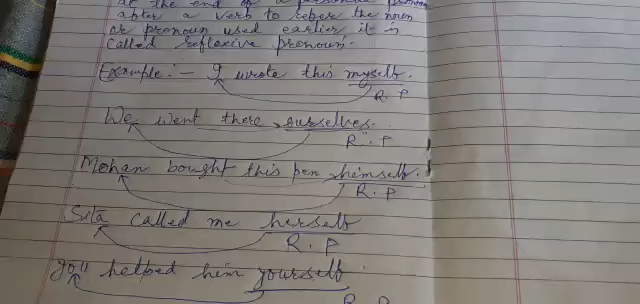 at the end of a personal pronoun
after a verb to refer the noun
or pronoun used earlier it is
called reflexive pronoun.
Example:- I wrote this myself.
R. P
We went there ourselves.
R. P
Mohan bought this pen himself.
R. P
Sita called me herself
R. P
you helped him yourself.
R. P